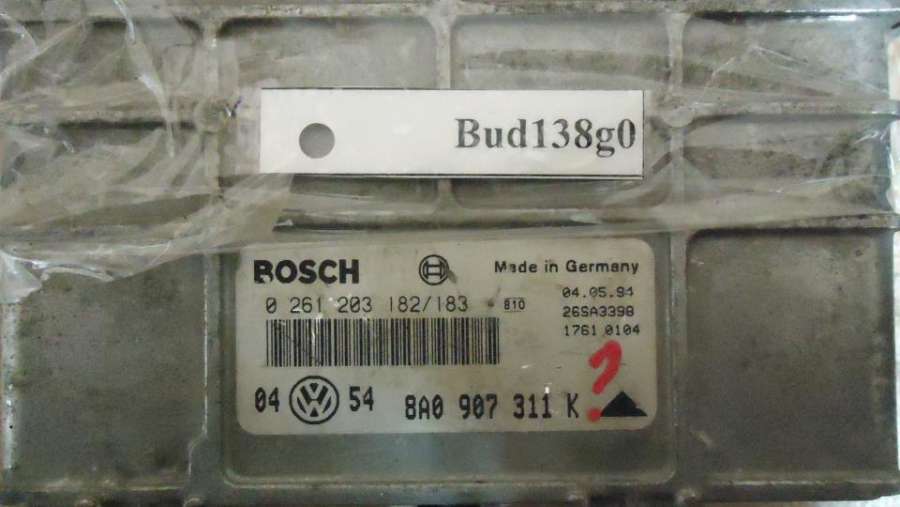 Bud138g0
BOSCH
Made in Germany
0 261 203 182/183
810
04.05.94
26SA3398
1761 0104
04 VW 54
8A0 907 311 K
?